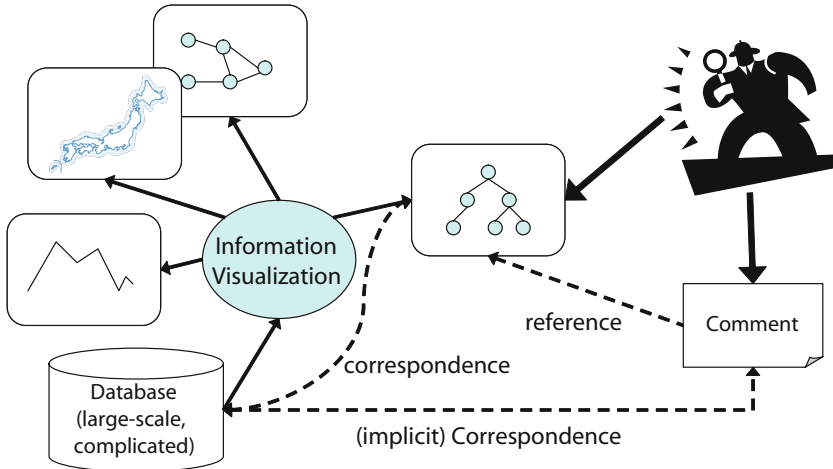 Information
Visualization
reference
Comment
correspondence
Database
(large-scale,
complicated)
(implicit) Correspondence